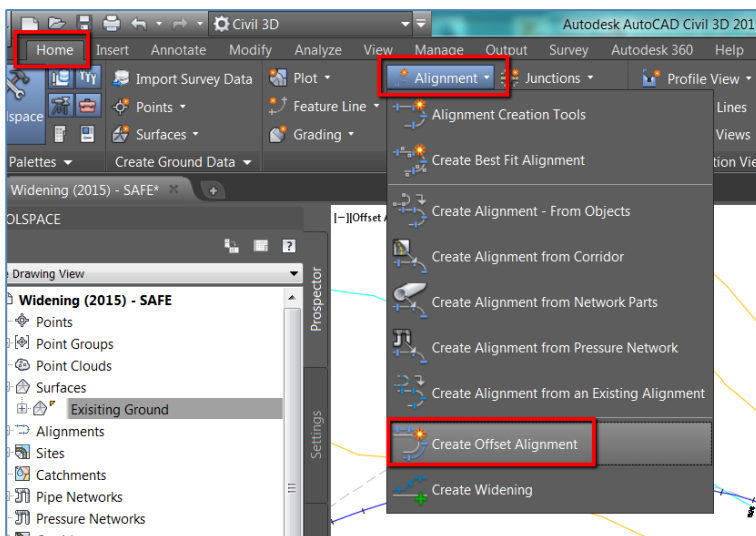 Civil 3D
Autodesk AutoCAD Civil 3D 201
Home Insert Annotate Modify Analyze View Manage Output Survey Autodesk 360 Help
Import Survey Data Plot Alignment Junctions Profile View
Points Feature Line Lines
Surfaces Grading Views
Palettes Create Ground Data
Widening (2015) - SAFE*
Alignment Creation Tools
Create Best Fit Alignment
Create Alignment - From Objects
Create Alignment from Corridor
Create Alignment from Network Parts
Create Alignment from Pressure Network
Create Alignment from an Existing Alignment
Create Offset Alignment
Create Widening
OLSPACE
[−][Offset A
Drawing View
Widening (2015) - SAFE
Points
Point Groups
Point Clouds
Surfaces
Exisiting Ground
Alignments
Sites
Catchments
Pipe Networks
Pressure Networks
Prospector
Settings